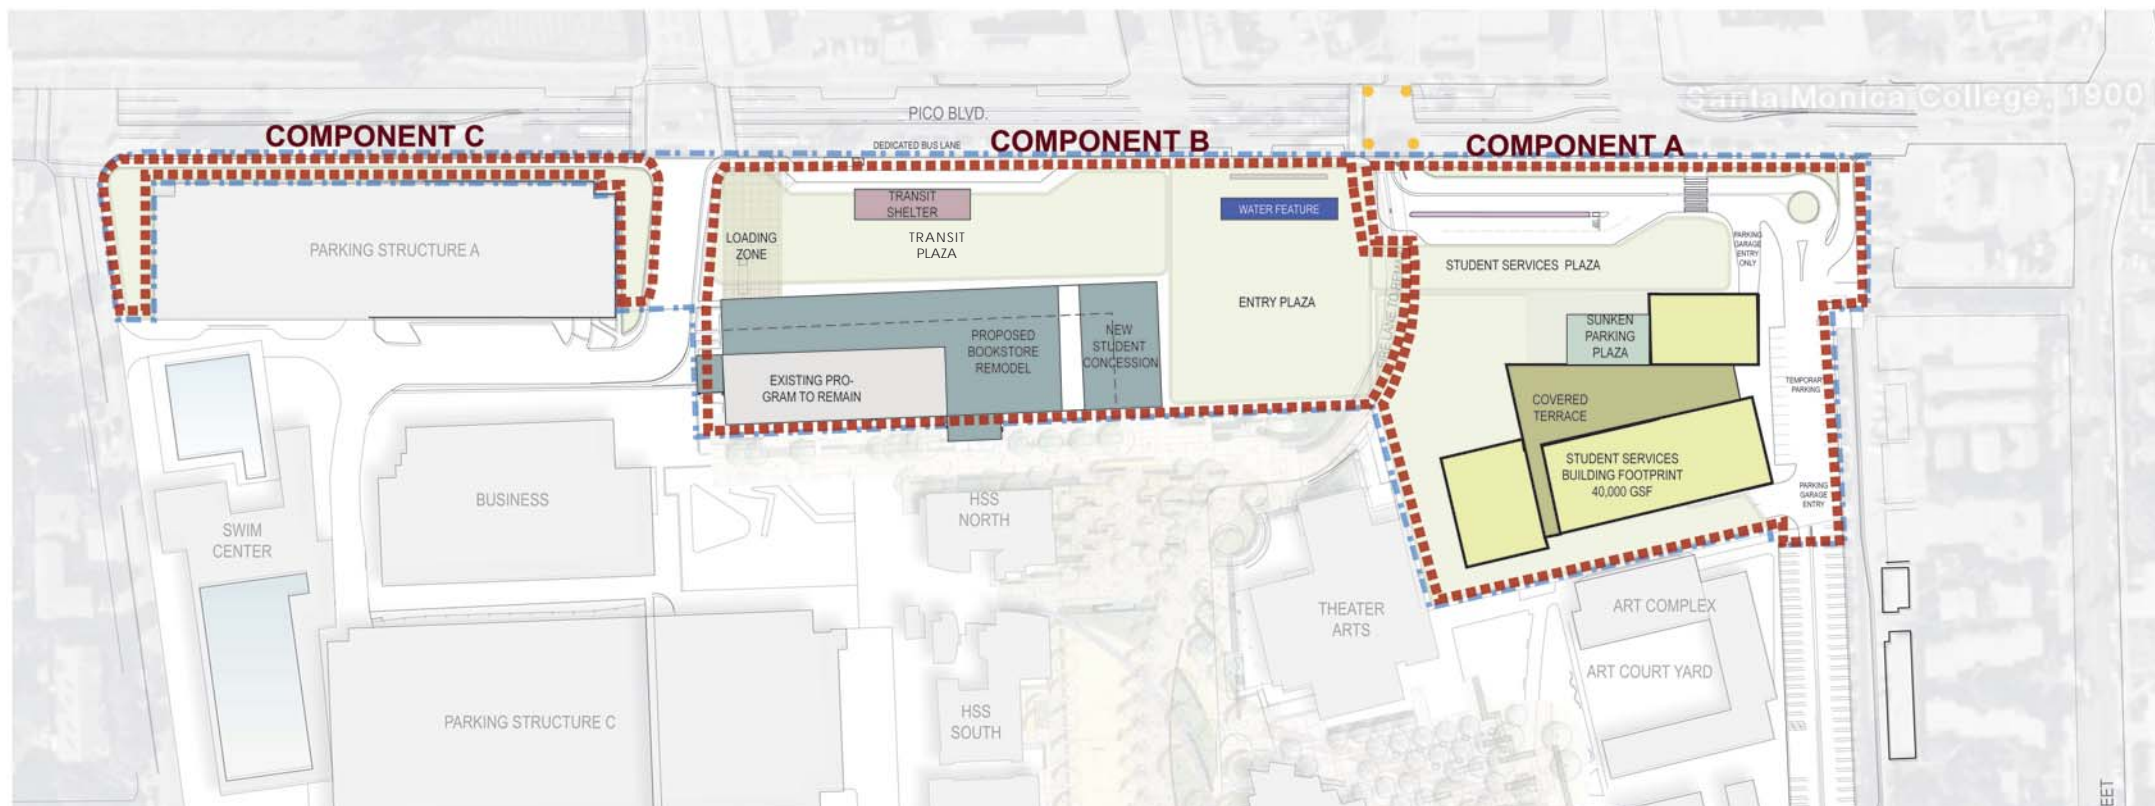 Santa Monica College, 1900
PICO BLVD.
COMPONENT C
COMPONENT B
COMPONENT A
DEDICATED BUS LANE
TRANSIT
SHELTER
WATER FEATURE
LOADING
ZONE
TRANSIT
PLAZA
PARKING STRUCTURE A
PARKING
GARAGE
ENTRY
ONLY
STUDENT SERVICES PLAZA
ENTRY PLAZA
FIRE LANE TO
PROPOSED
BOOKSTORE
REMODEL
NEW
STUDENT
CONCESSION
SUNKEN
PARKING
PLAZA
EXISTING PRO-
GRAM TO REMAIN
TEMPORARY
PARKING
COVERED
TERRACE
STUDENT SERVICES
BUILDING FOOTPRINT
40,000 GSF
PARKING
GARAGE
ENTRY
BUSINESS
HSS
NORTH
SWIM
CENTER
THEATER
ARTS
ART COMPLEX
ART COURT YARD
PARKING STRUCTURE C
HSS
SOUTH